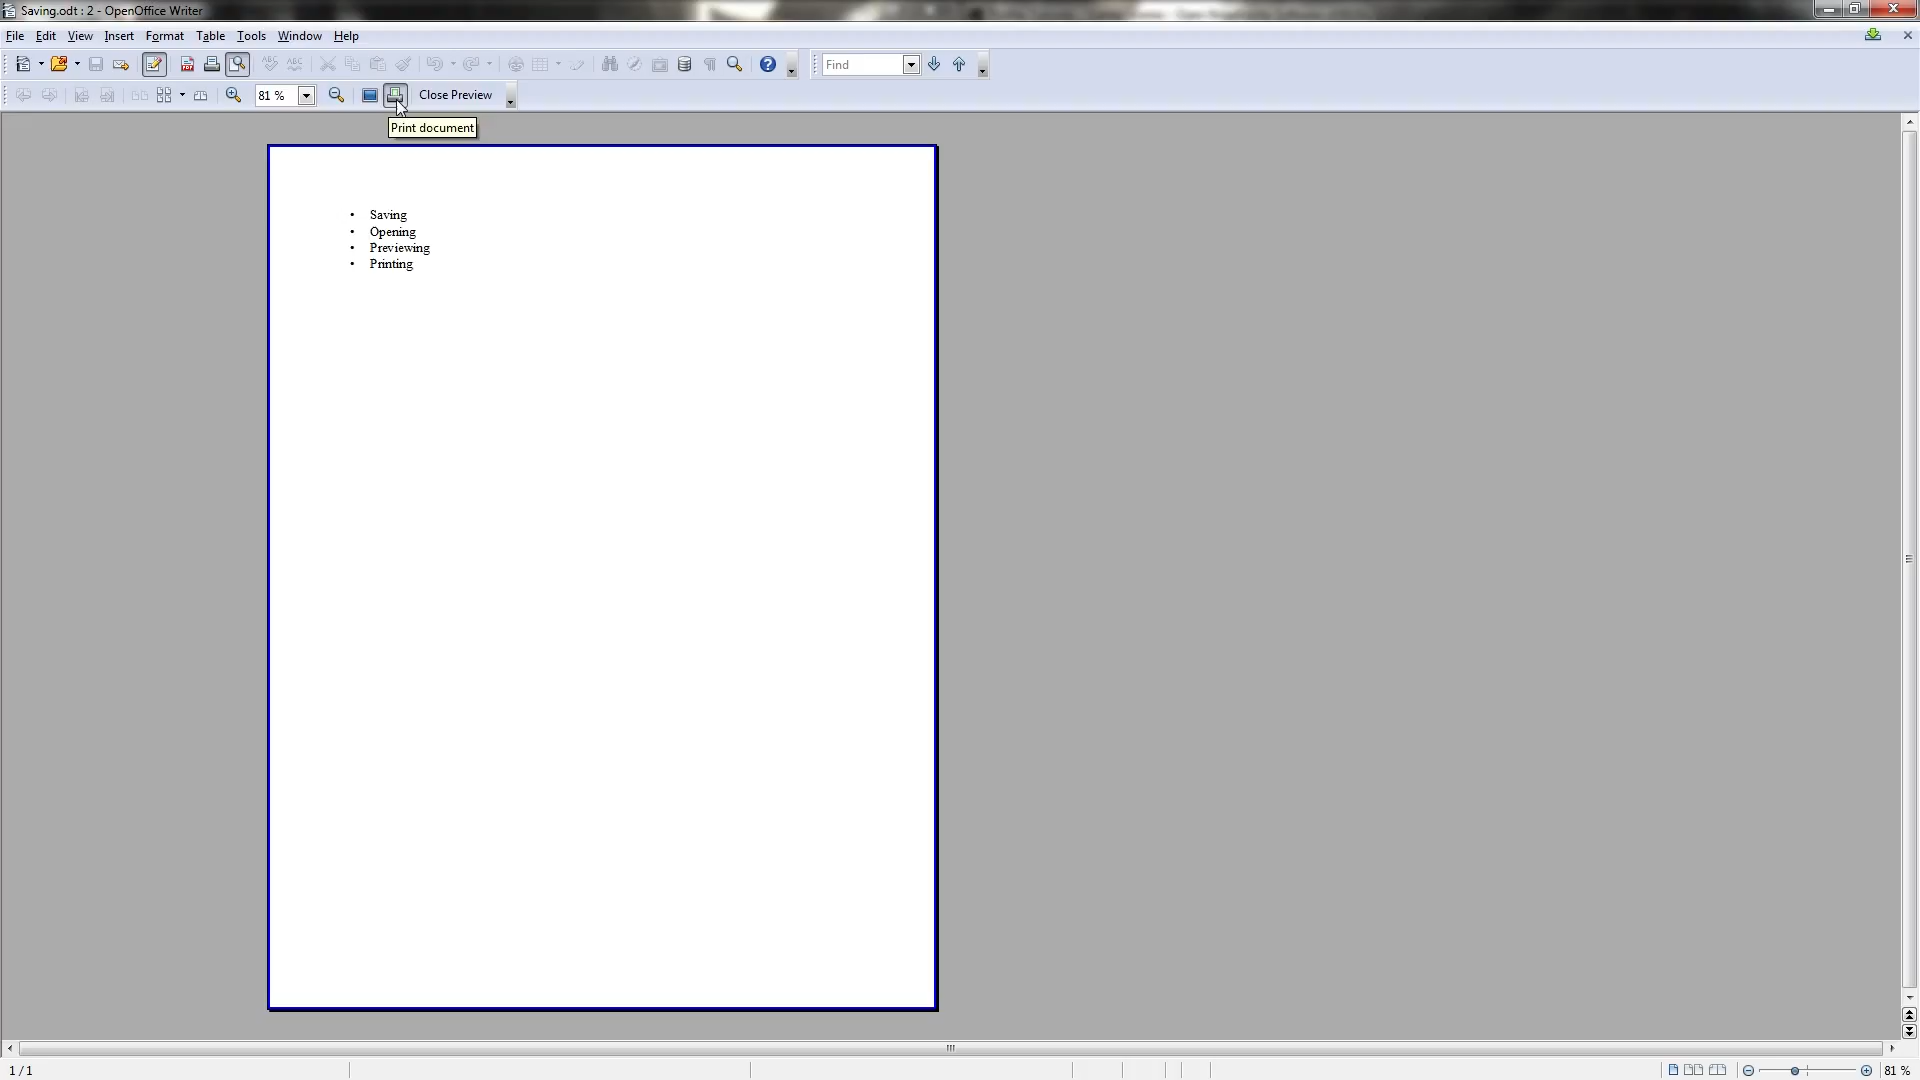 Saving.odt : 2 - OpenOffice Writer
File Edit View Insert Format Table Tools Window Help
Find
81 % Close Preview
Print document
• Saving
• Opening
• Previewing
• Printing
1 / 1 81 %